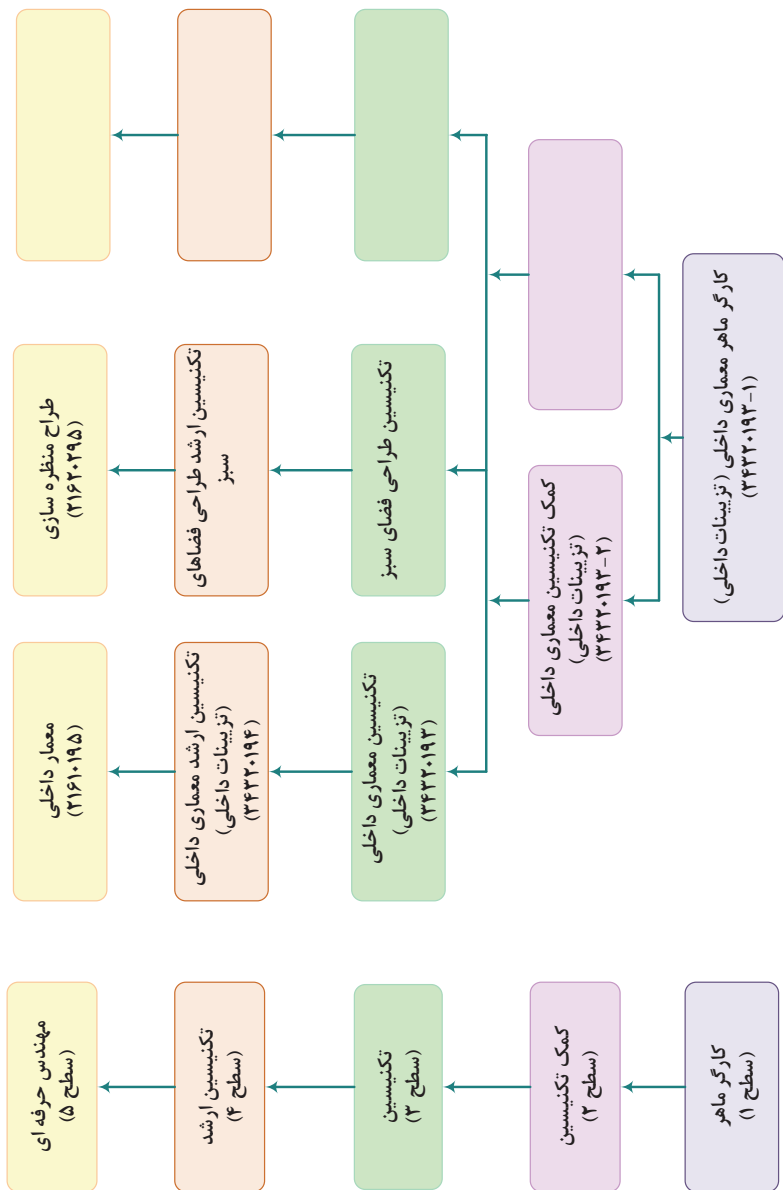 طراح منظره سازی
(۲۱۶۲۰۲۹۵)
معمار داخلی
(۲۱۶۱۰۱۹۵)
مهندس حرفه ای
(سطح ۵)
تکنیسین ارشد طراحی فضاهای
سبز
تکنیسین ارشد معماری داخلی
(تزیینات داخلی)
(۳۴۳۲۰۱۹۴)
تکنیسین ارشد
(سطح ۴)
تکنیسین طراحی فضای سبز
تکنیسین معماری داخلی
(تزیینات داخلی)
(۳۴۳۲۰۱۹۳)
تکنیسین
(سطح ۳)
کمک تکنیسین معماری داخلی
(تزیینات داخلی)
(۳۴۳۲۰۱۹۳-۲)
کمک تکنیسین
(سطح ۲)
کارگر ماهر معماری داخلی (تزیینات داخلی)
(۳۴۳۲۰۱۹۳-۱)
کارگر ماهر
(سطح ۱)